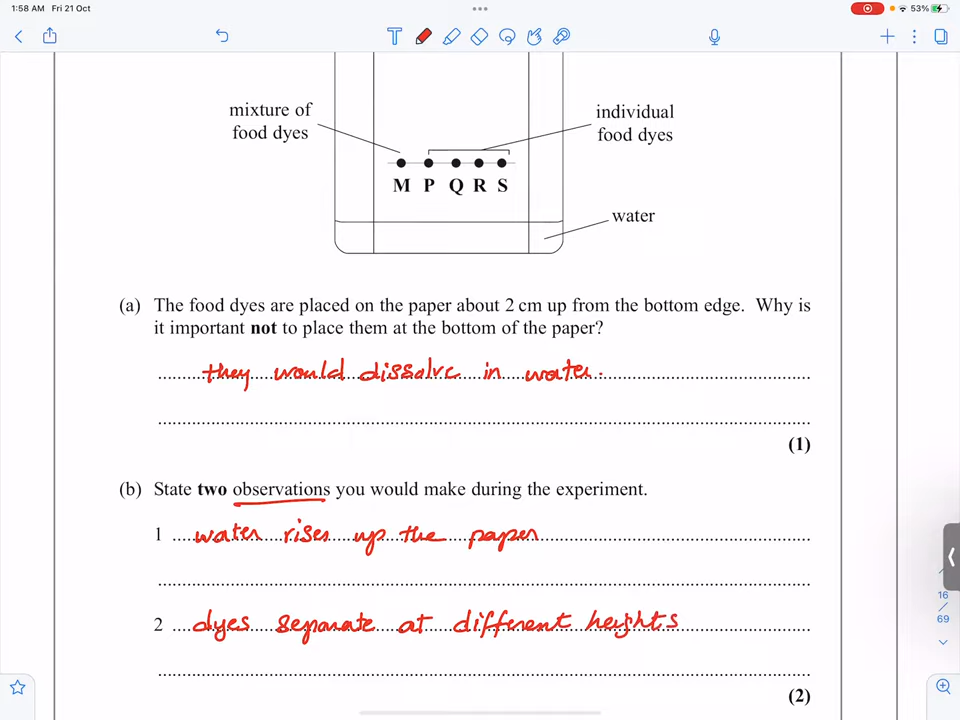 1:58 AM Fri 21 Oct
53%
mixture of
food dyes
individual
food dyes
M P Q R S
water
(a) The food dyes are placed on the paper about 2 cm up from the bottom edge. Why is
it important not to place them at the bottom of the paper?
they would dissolve in water.
(1)
(b) State two observations you would make during the experiment.
1 water rises up the paper
2 dyes separate at different heights
(2)
16
/
69